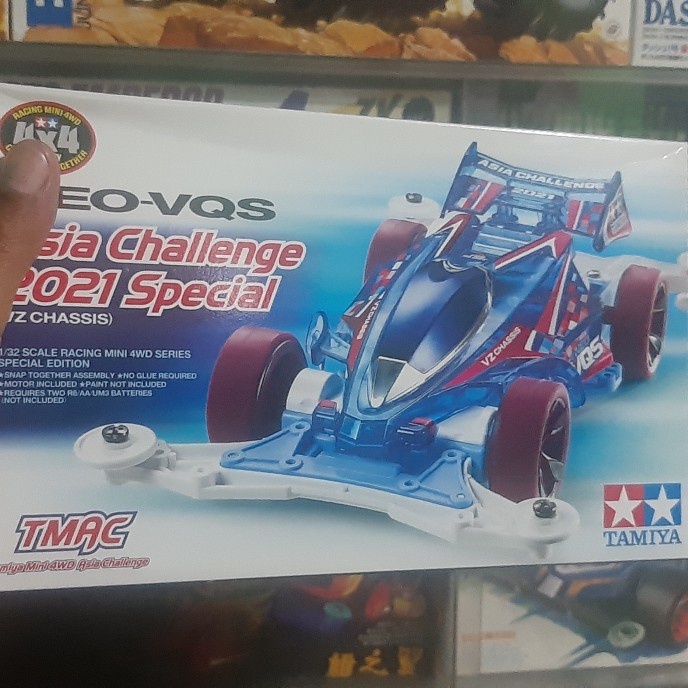 DAS
RACING MINI 4WD
4x4
TOGETHER
EO-VQS
sia Challenge
2021 Special
VZ CHASSIS)
1/32 SCALE RACING MINI 4WD SERIES
SPECIAL EDITION
★SNAP TOGETHER ASSEMBLY ★NO GLUE REQUIRED
★MOTOR INCLUDED ★PAINT NOT INCLUDED
★REQUIRES TWO R6/AA/UM3 BATTERIES
(NOT INCLUDED)
ASIA CHALLENGE
2021
VZ CHASSIS
VQS
TMAC
miya Mini 4WD Asia Challenge
TAMIYA